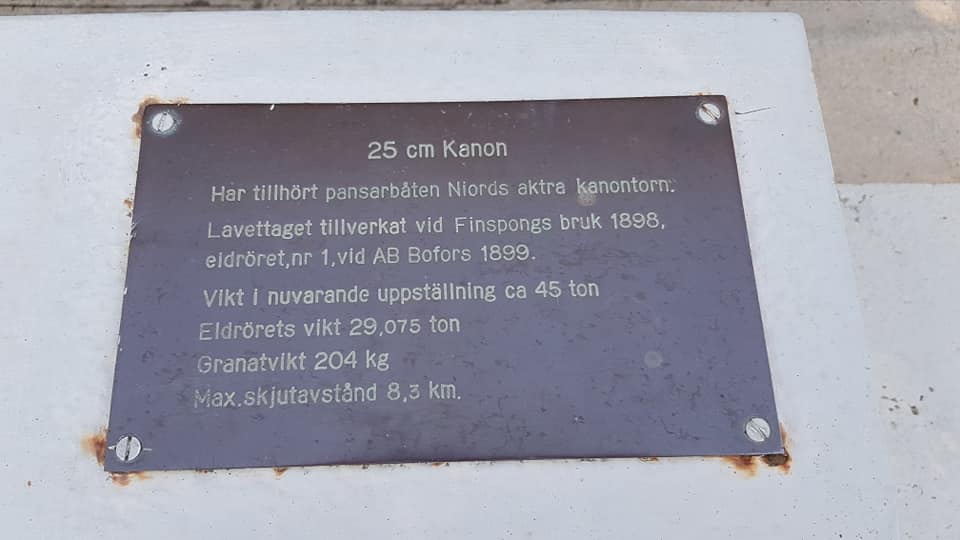 25 cm Kanon
Har tillhört pansarbåten Niords aktra kanontorn.
Lavettaget tillverkat vid Finspongs bruk 1898,
eldröret,nr 1,vid AB Bofors 1899.
Vikt i nuvarande uppställning ca 45 ton
Eldrörets vikt 29,075 ton
Granatvikt 204 kg
Max.skjutavstånd 8,3 km.